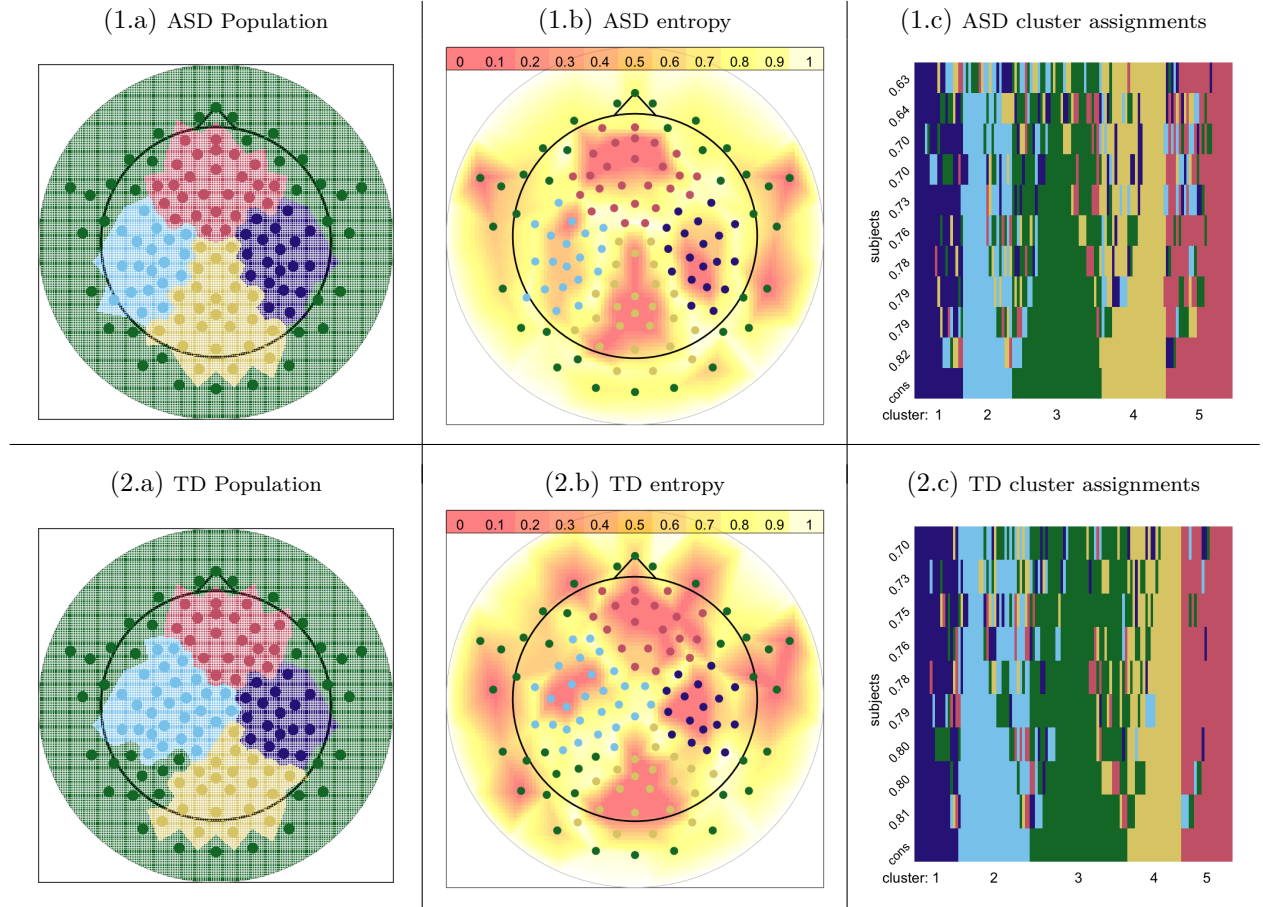 (1.a) ASD Population
(1.b) ASD entropy
(1.c) ASD cluster assignments
0 0.1 0.2 0.3 0.4 0.5 0.6 0.7 0.8 0.9 1
subjects
0.63
0.64
0.70
0.70
0.73
0.76
0.78
0.79
0.79
0.82
cons
cluster: 1 2 3 4 5
(2.a) TD Population
(2.b) TD entropy
(2.c) TD cluster assignments
0 0.1 0.2 0.3 0.4 0.5 0.6 0.7 0.8 0.9 1
subjects
0.70
0.73
0.75
0.76
0.78
0.79
0.80
0.80
0.81
cons
cluster: 1 2 3 4 5